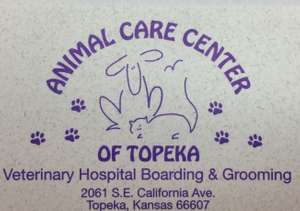 ANIMAL CARE CENTER
OF TOPEKA
Veterinary Hospital Boarding & Grooming
2061 S.E. California Ave.
Topeka, Kansas 66607